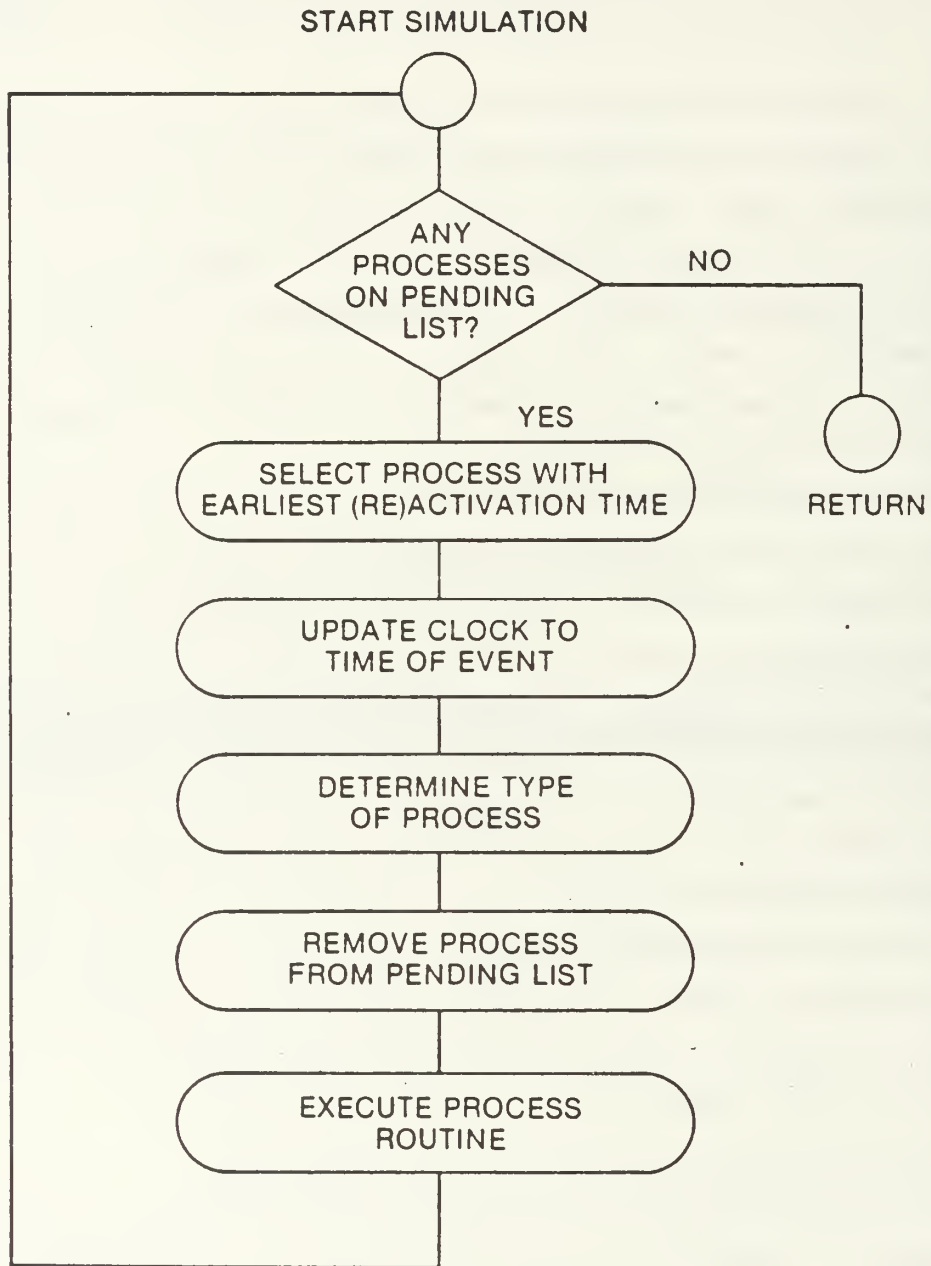 START SIMULATION
ANY
PROCESSES
ON PENDING
LIST?
NO
YES
RETURN
SELECT PROCESS WITH
EARLIEST (RE)ACTIVATION TIME
UPDATE CLOCK TO
TIME OF EVENT
DETERMINE TYPE
OF PROCESS
REMOVE PROCESS
FROM PENDING LIST
EXECUTE PROCESS
ROUTINE